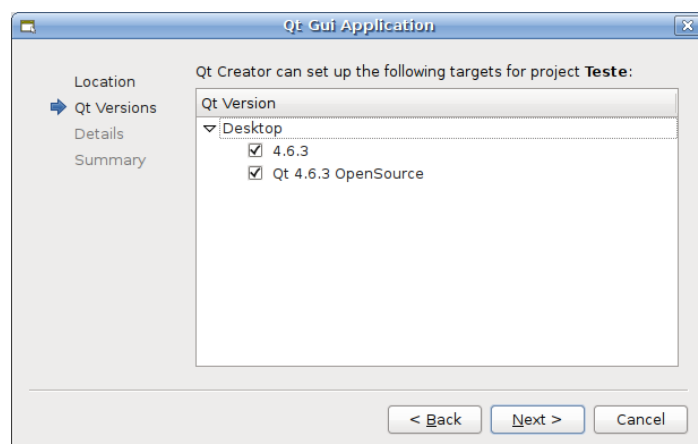 Qt Gui Application
Location
Qt Versions
Details
Summary
Qt Creator can set up the following targets for project Teste:
Qt Version
Desktop
4.6.3
Qt 4.6.3 OpenSource
< Back
Next >
Cancel